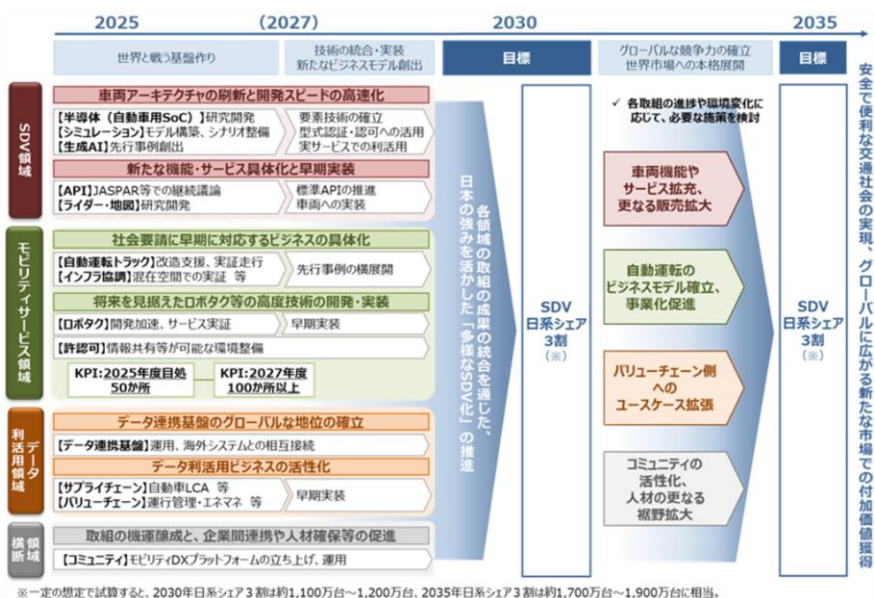 2025
(2027)
2030
2035
世界と戦う基盤作り
技術の統合・実装
新たなビジネスモデル創出
目標
グローバルな競争力の確立
世界市場への本格展開
目標
SDV領域
車両アーキテクチャの刷新と開発スピードの高速化
【半導体(自動車用SoC)】研究開発
【シミュレーション】モデル構築、シナリオ整備
【生成AI】先行事例創出
要素技術の確立
型式認証・認可への活用
実サービスでの利活用
新たな機能・サービス具体化と早期実装
【API】JASPAR等での継続議論
【ライダー・地図】研究開発
標準APIの推進
車両への実装
モビリティサービス領域
社会要請に早期に対応するビジネスの具体化
【自動運転トラック】改造支援、実証走行
【インフラ協調】混在空間での実証 等
先行事例の横展開
将来を見据えたロボタク等の高度技術の開発・実装
【ロボタク】開発加速、サービス実証
早期実装
【許認可】情報共有等が可能な環境整備
KPI:2025年度目処
50か所
KPI:2027年度
100か所以上
データ
利活用領域
データ連携基盤のグローバルな地位の確立
【データ連携基盤】運用、海外システムとの相互接続
データ利活用ビジネスの活性化
【サプライチェーン】自動車LCA 等
【バリューチェーン】運行管理・エネマネ 等
早期実装
領域
横断
取組の機運醸成と、企業間連携や人材確保等の促進
【コミュニティ】モビリティDXプラットフォームの立ち上げ、運用
各領域の取組の成果の統合を通じた、
日本の強みを活かした「多様なSDV化」の推進
SDV
日系シェア
3割
(※)
✓ 各取組の進捗や環境変化に
応じて、必要な施策を検討
車両機能や
サービス拡充、
更なる販売拡大
自動運転の
ビジネスモデル確立、
事業化促進
バリューチェーン側
への
ユースケース拡張
コミュニティの
活性化、
人材の更なる
裾野拡大
SDV
日系シェア
3割
(※)
安全で便利な交通社会の実現、グローバルに広がる新たな市場での付加価値獲得
※一定の想定で試算すると、2030年日系シェア3割は約1,100万台～1,200万台、2035年日系シェア3割は約1,700万台～1,900万台に相当。